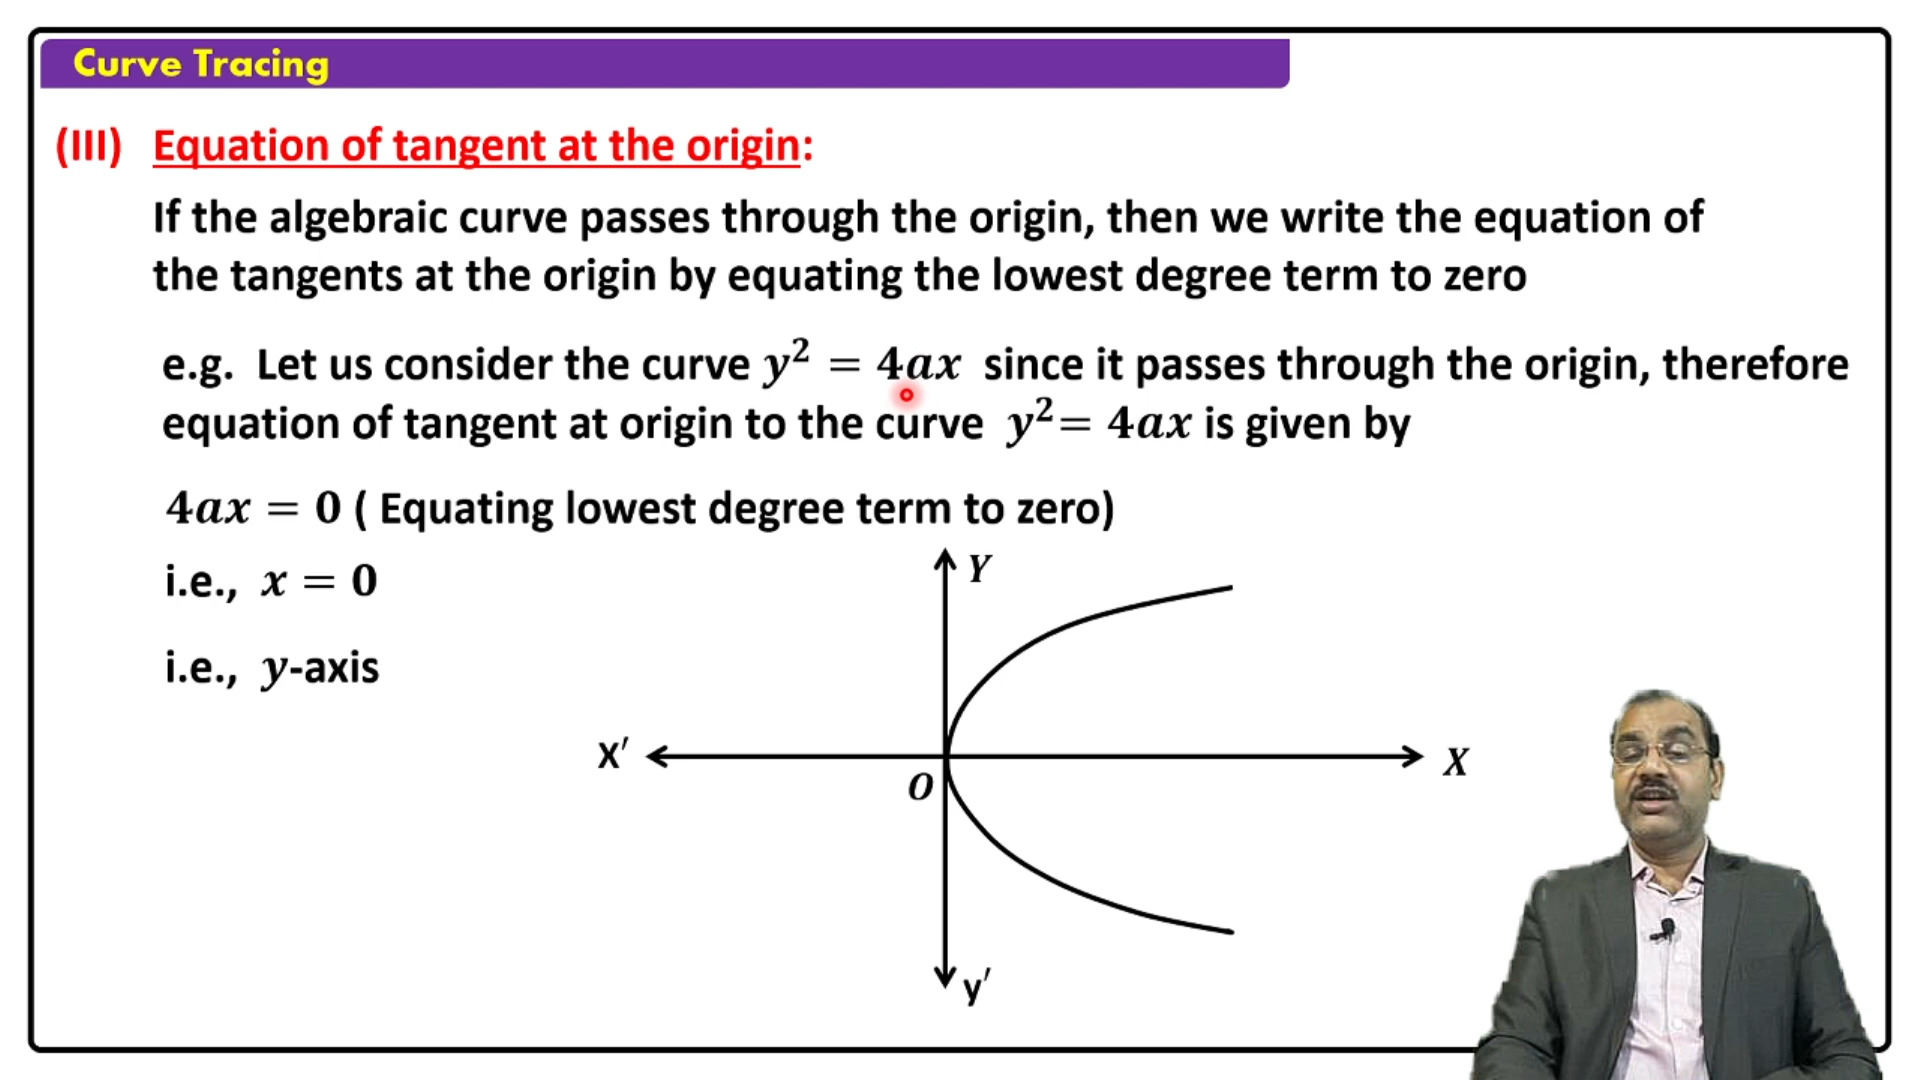 Curve Tracing
(III) Equation of tangent at the origin:
If the algebraic curve passes through the origin, then we write the equation of
the tangents at the origin by equating the lowest degree term to zero
e.g. Let us consider the curve y² = 4ax since it passes through the origin, therefore
equation of tangent at origin to the curve y²= 4ax is given by
4ax = 0 ( Equating lowest degree term to zero)
i.e., x = 0
i.e., y-axis
Y
X′
X
O
y′